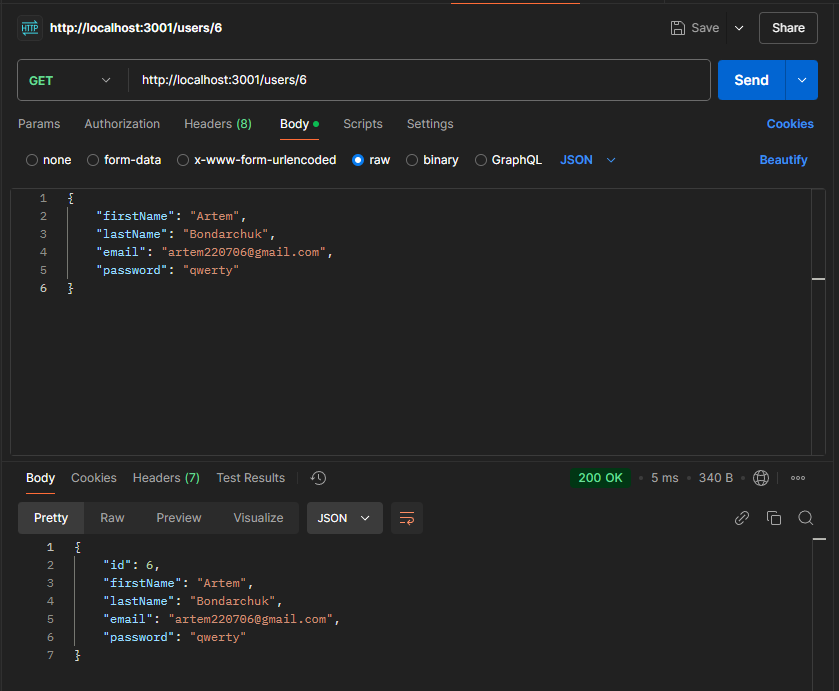 HTTP http://localhost:3001/users/6 Save Share
GET http://localhost:3001/users/6 Send
Params Authorization Headers (8) Body Scripts Settings Cookies
none form-data x-www-form-urlencoded raw binary GraphQL JSON Beautify
1 {
2 "firstName": "Artem",
3 "lastName": "Bondarchuk",
4 "email": "artem220706@gmail.com",
5 "password": "qwerty"
6 }
Body Cookies Headers (7) Test Results 200 OK • 5 ms • 340 B •
Pretty Raw Preview Visualize JSON
1 {
2 "id": 6,
3 "firstName": "Artem",
4 "lastName": "Bondarchuk",
5 "email": "artem220706@gmail.com",
6 "password": "qwerty"
7 }